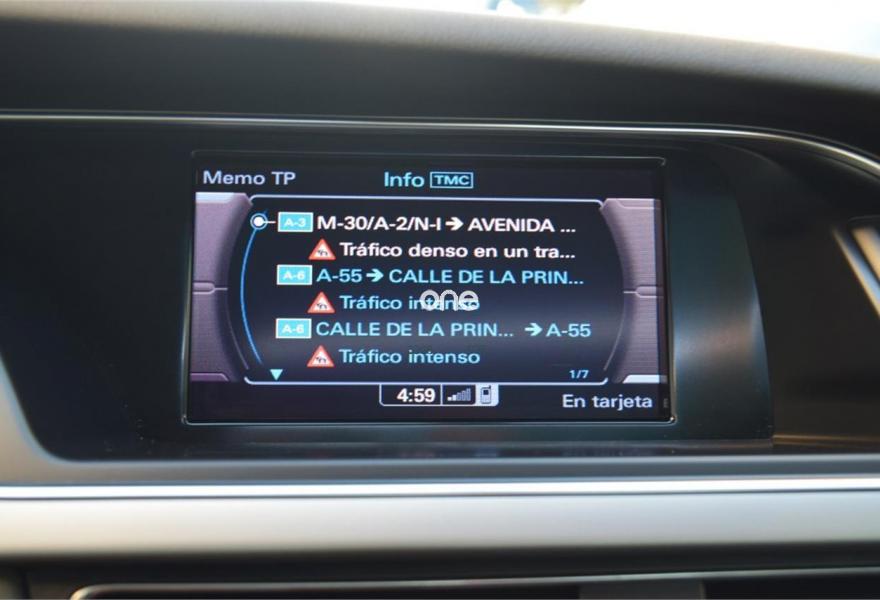 Memo TP
Info TMC
A-3 M-30/A-2/N-I ➔ AVENIDA ...
Tráfico denso en un tra...
A-6 A-55 ➔ CALLE DE LA PRIN...
Tráfico intenso
one
A-6 CALLE DE LA PRIN... ➔ A-55
Tráfico intenso
1/7
4:59
En tarjeta